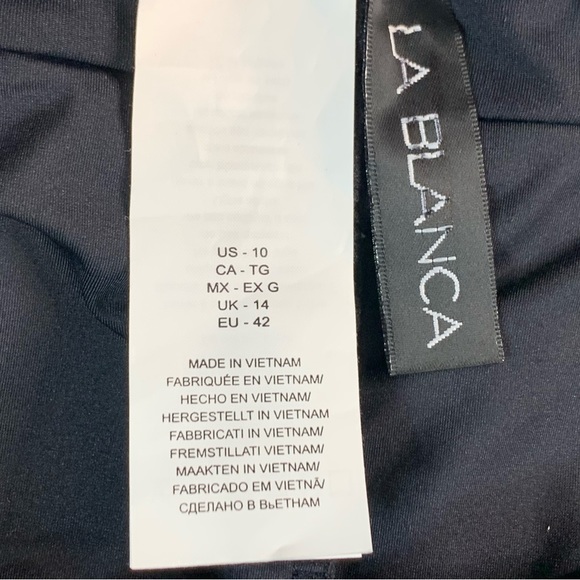 US - 10
CA - TG
MX - EX G
UK - 14
EU - 42
MADE IN VIETNAM
FABRIQUÉE EN VIETNAM/
HECHO EN VIETNAM/
HERGESTELLT IN VIETNAM
FABBRICATI IN VIETNAM/
FREMSTILLATI VIETNAM/
MAAKTEN IN VIETNAM/
FABRICADO EM VIETNÃ/
СДЕЛАНО В ВьЕТНАМ
LA BLANCA